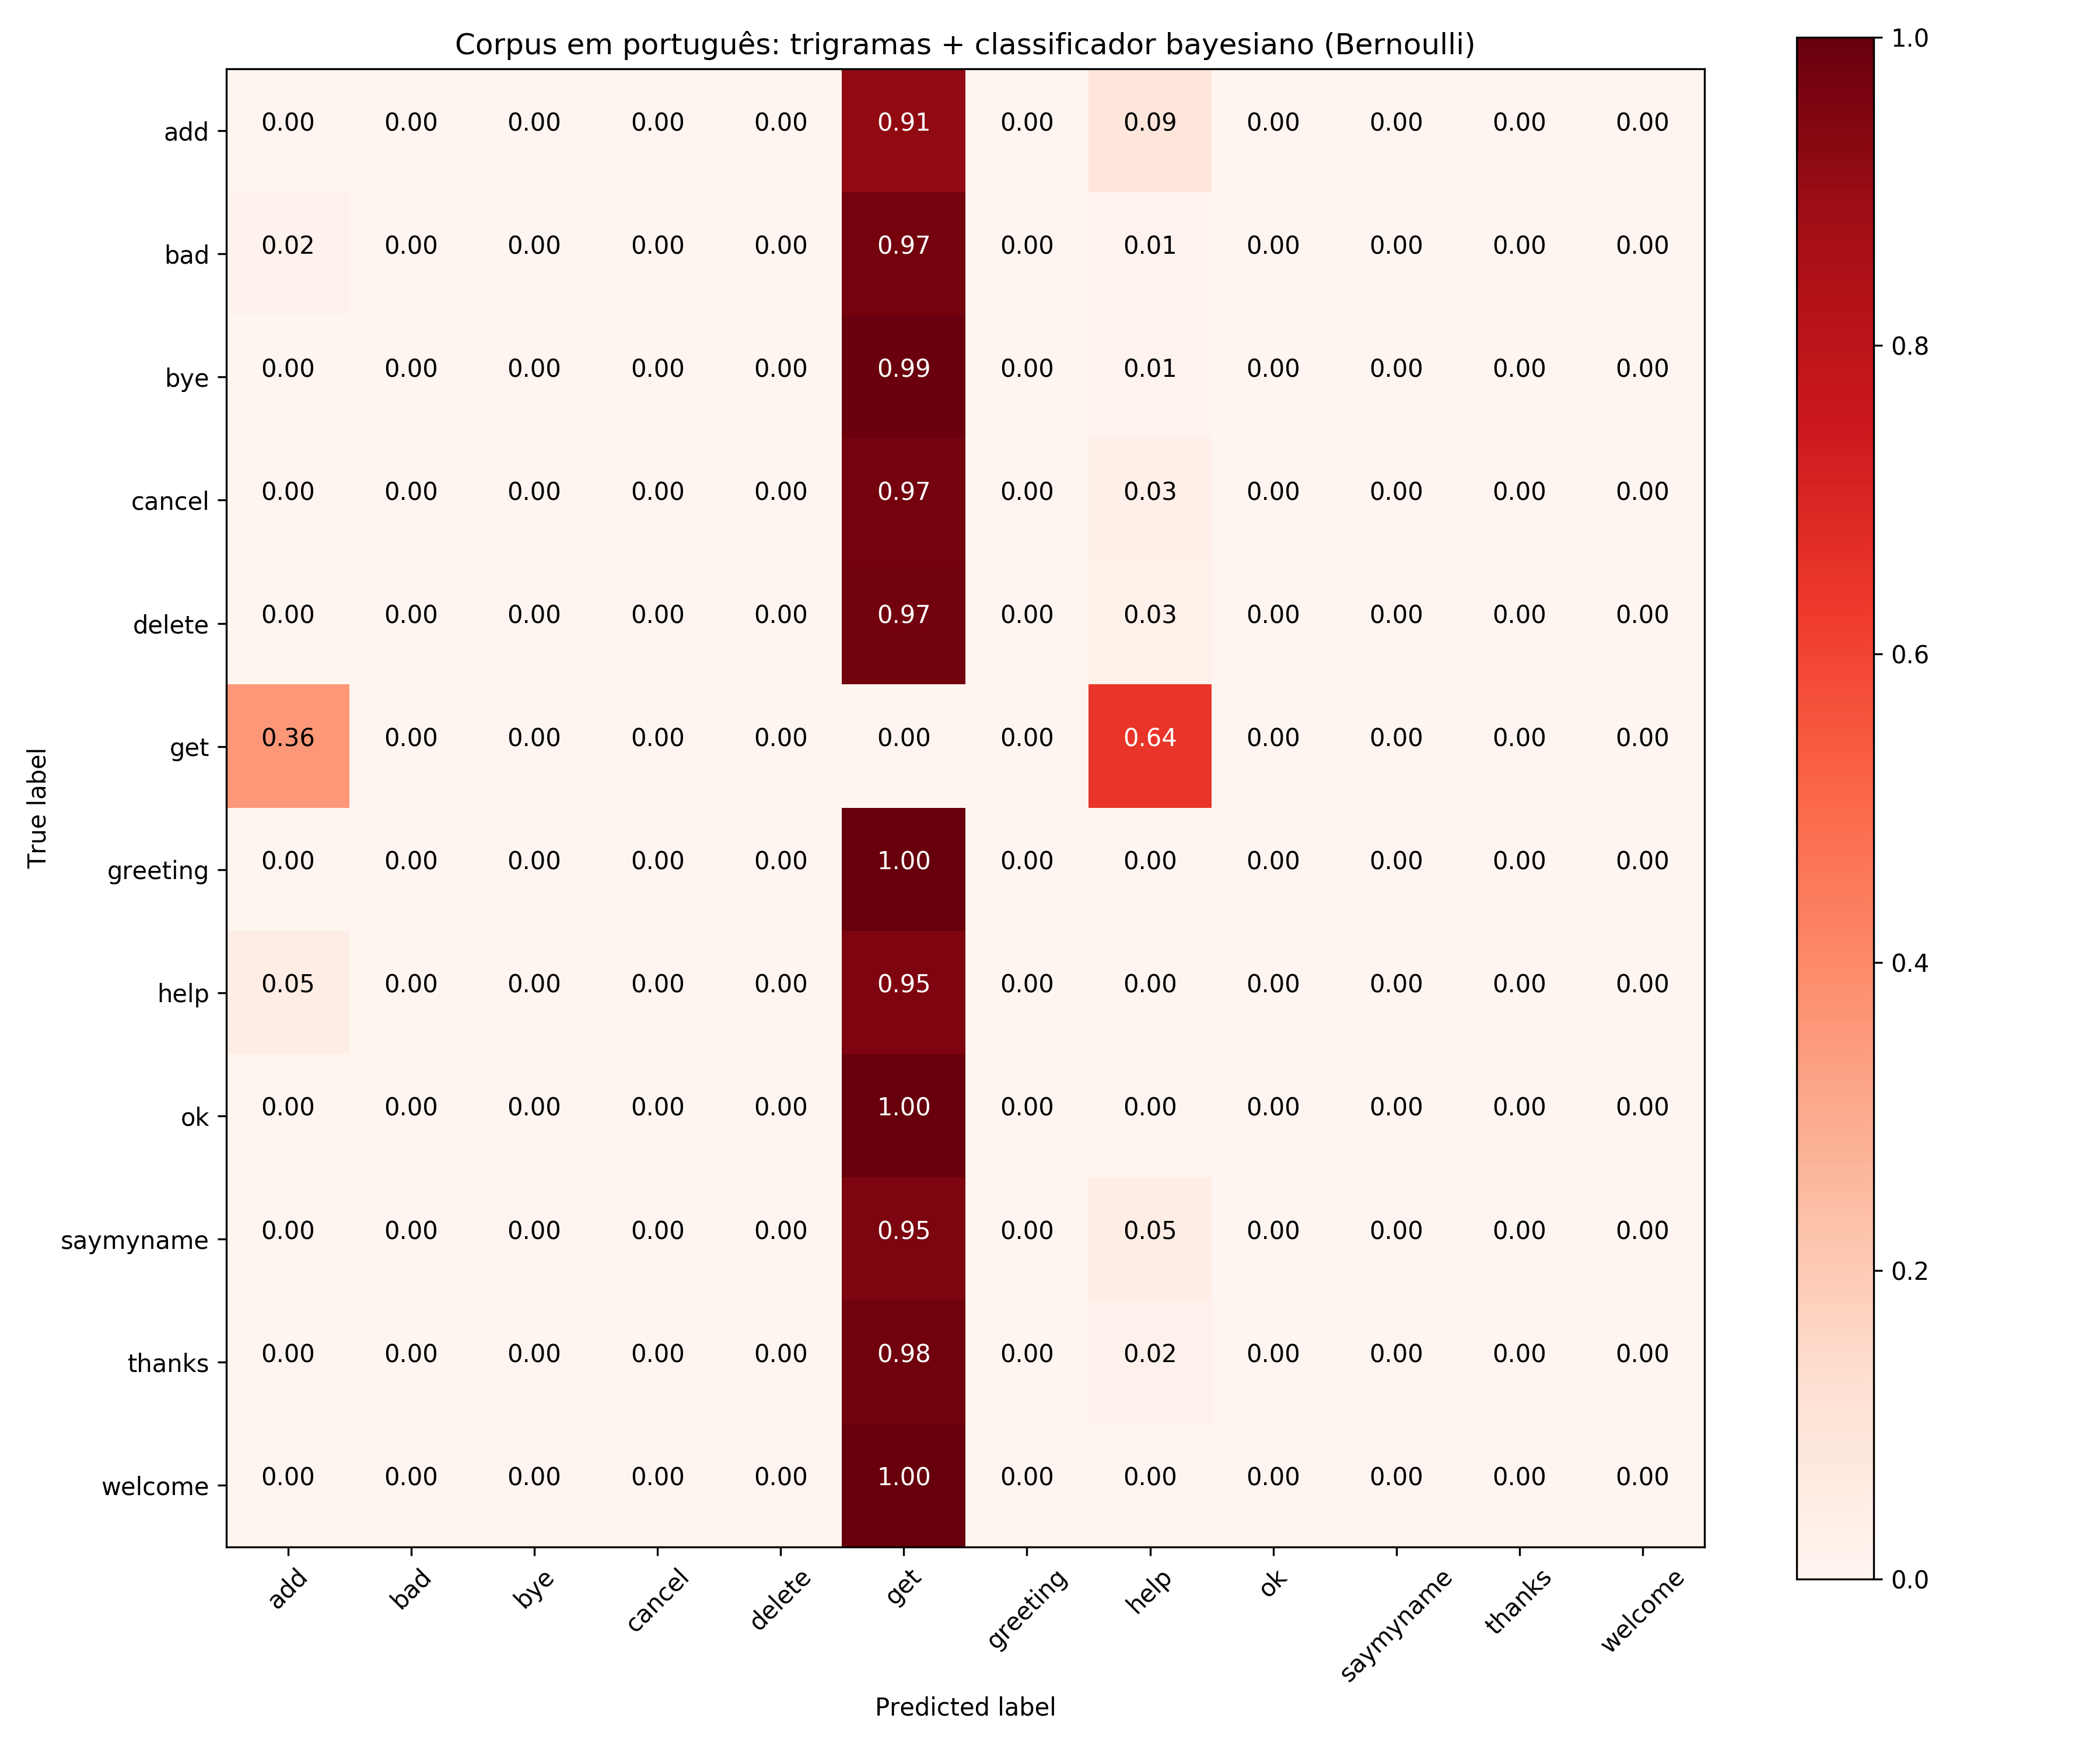 Corpus em português: trigramas + classificador bayesiano (Bernoulli)
True label
add 0.00 0.00 0.00 0.00 0.00 0.91 0.00 0.09 0.00 0.00 0.00 0.00
bad 0.02 0.00 0.00 0.00 0.00 0.97 0.00 0.01 0.00 0.00 0.00 0.00
bye 0.00 0.00 0.00 0.00 0.00 0.99 0.00 0.01 0.00 0.00 0.00 0.00
cancel 0.00 0.00 0.00 0.00 0.00 0.97 0.00 0.03 0.00 0.00 0.00 0.00
delete 0.00 0.00 0.00 0.00 0.00 0.97 0.00 0.03 0.00 0.00 0.00 0.00
get 0.36 0.00 0.00 0.00 0.00 0.00 0.00 0.64 0.00 0.00 0.00 0.00
greeting 0.00 0.00 0.00 0.00 0.00 1.00 0.00 0.00 0.00 0.00 0.00 0.00
help 0.05 0.00 0.00 0.00 0.00 0.95 0.00 0.00 0.00 0.00 0.00 0.00
ok 0.00 0.00 0.00 0.00 0.00 1.00 0.00 0.00 0.00 0.00 0.00 0.00
saymyname 0.00 0.00 0.00 0.00 0.00 0.95 0.00 0.05 0.00 0.00 0.00 0.00
thanks 0.00 0.00 0.00 0.00 0.00 0.98 0.00 0.02 0.00 0.00 0.00 0.00
welcome 0.00 0.00 0.00 0.00 0.00 1.00 0.00 0.00 0.00 0.00 0.00 0.00
add bad bye cancel delete get greeting help ok saymyname thanks welcome
Predicted label
1.0
0.8
0.6
0.4
0.2
0.0